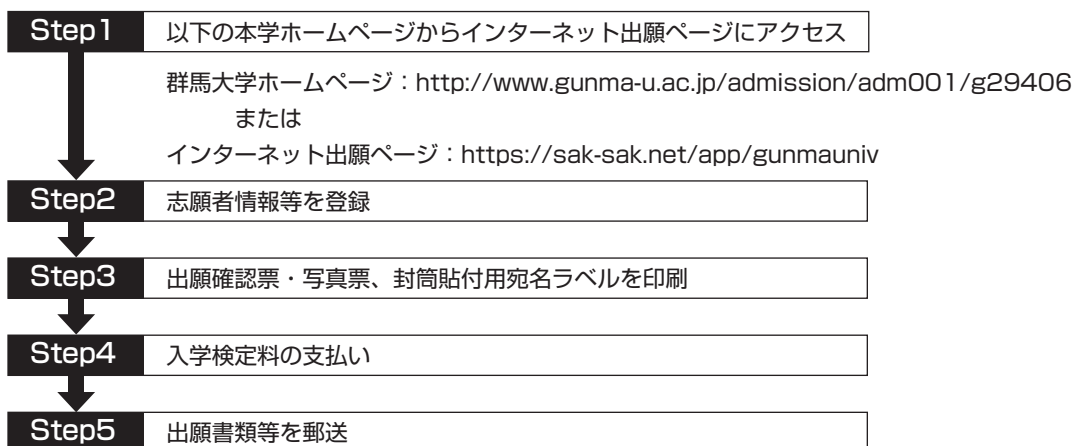 Step1 以下の本学ホームページからインターネット出願ページにアクセス
群馬大学ホームページ：http://www.gunma-u.ac.jp/admission/adm001/g29406
または
インターネット出願ページ：https://sak-sak.net/app/gunmauniv
Step2 志願者情報等を登録
Step3 出願確認票・写真票、封筒貼付用宛名ラベルを印刷
Step4 入学検定料の支払い
Step5 出願書類等を郵送